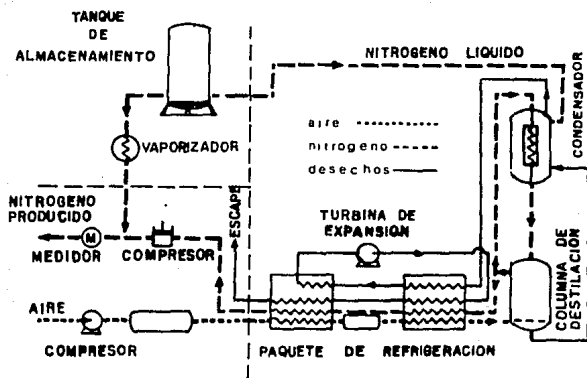 TANQUE
DE
ALMACENAMIENTO
NITROGENO LIQUIDO
CONDENSADOR
aire
nitrogeno
desechos
VAPORIZADOR
NITROGENO
PRODUCIDO
M
MEDIDOR
COMPRESOR
ESCAPE
TURBINA DE
EXPANSION
COLUMNA DE
DESTILACION
AIRE
COMPRESOR
PAQUETE DE REFRIGERACION